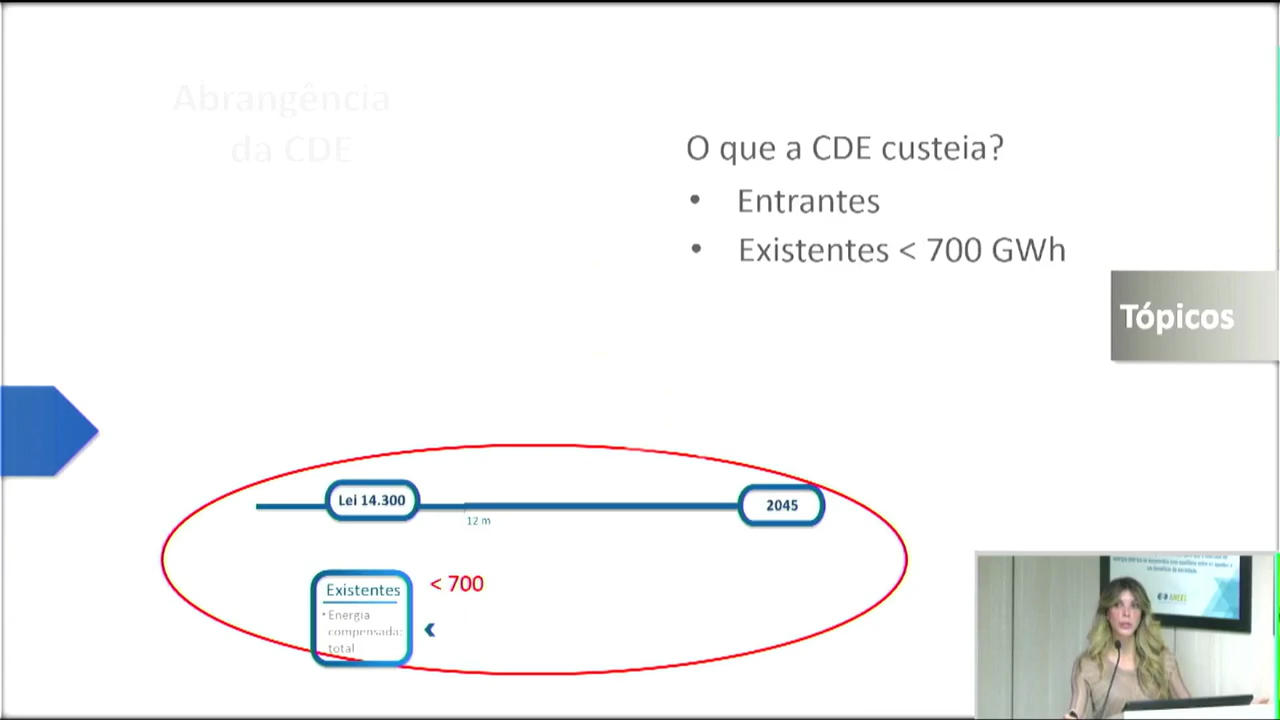 Abrangência
da CDE
O que a CDE custeia?
• Entrantes
• Existentes < 700 GWh
Tópicos
Lei 14.300
2045
12 m
Existentes
< 700
• Energia
compensada:
total
ANEEL